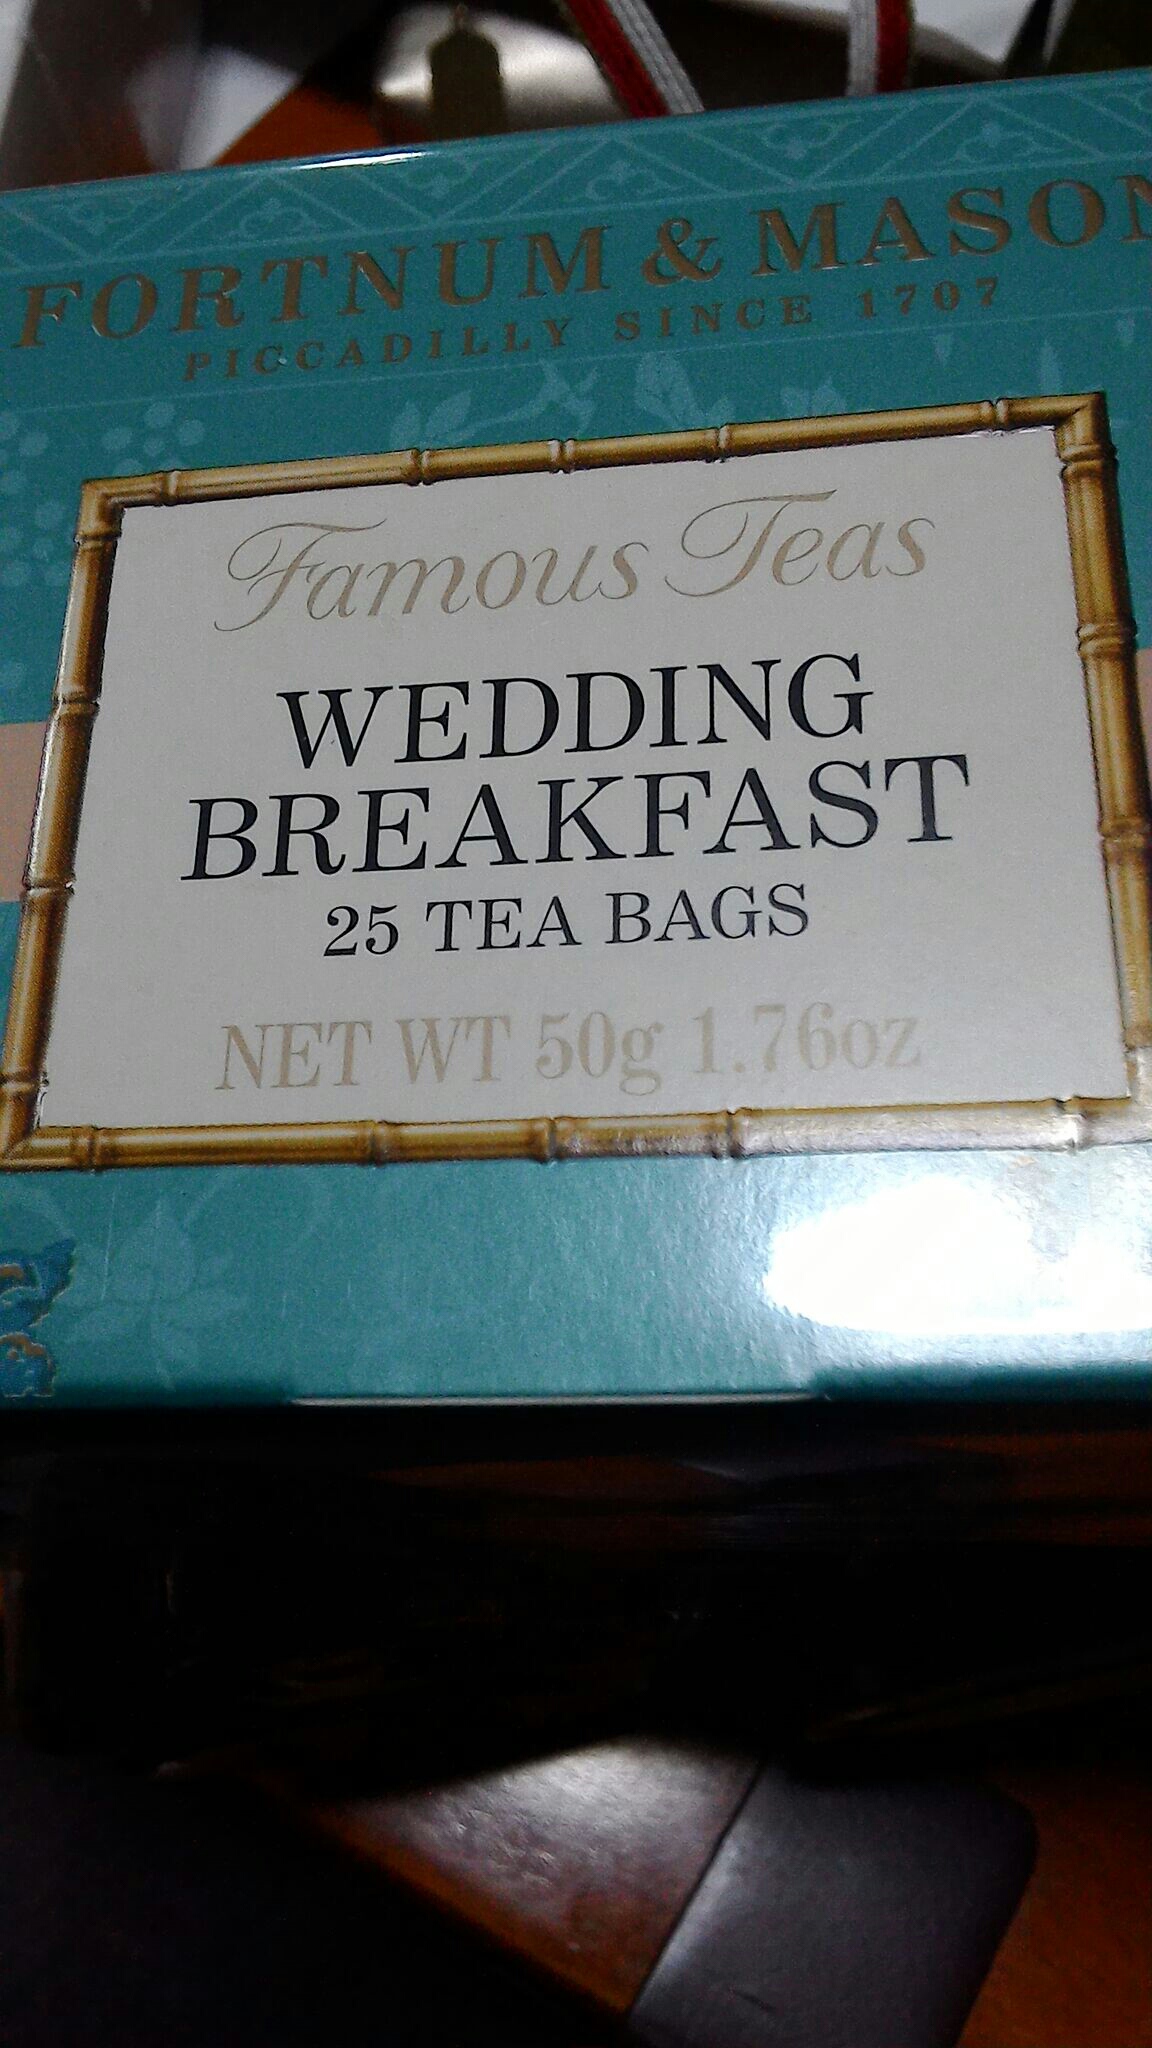 FORTNUM & MASON
PICCADILLY SINCE 1707
Famous Teas
WEDDING
BREAKFAST
25 TEA BAGS
NET WT 50g 1.76oz